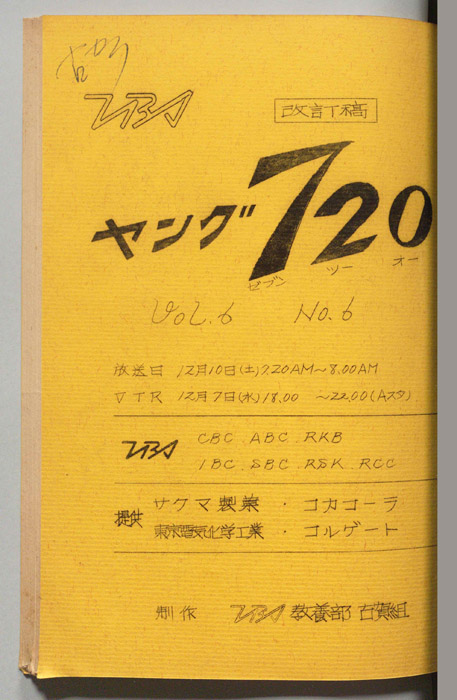 TBS
改訂稿
ヤング720
セブン ツー オー
VOL.6 NO.6
放送日 12月10日(土)7.20AM~8.00AM
VTR 12月7日(水)18.00 ~22.00(Aスタ)
TBS CBC. ABC. RKB
IBC. SBC. RSK. RCC
提供 サクマ製菓 ・ コカコーラ
東京電気化学工業 ・ コルゲート
制作 TBS 教養部 古賀組